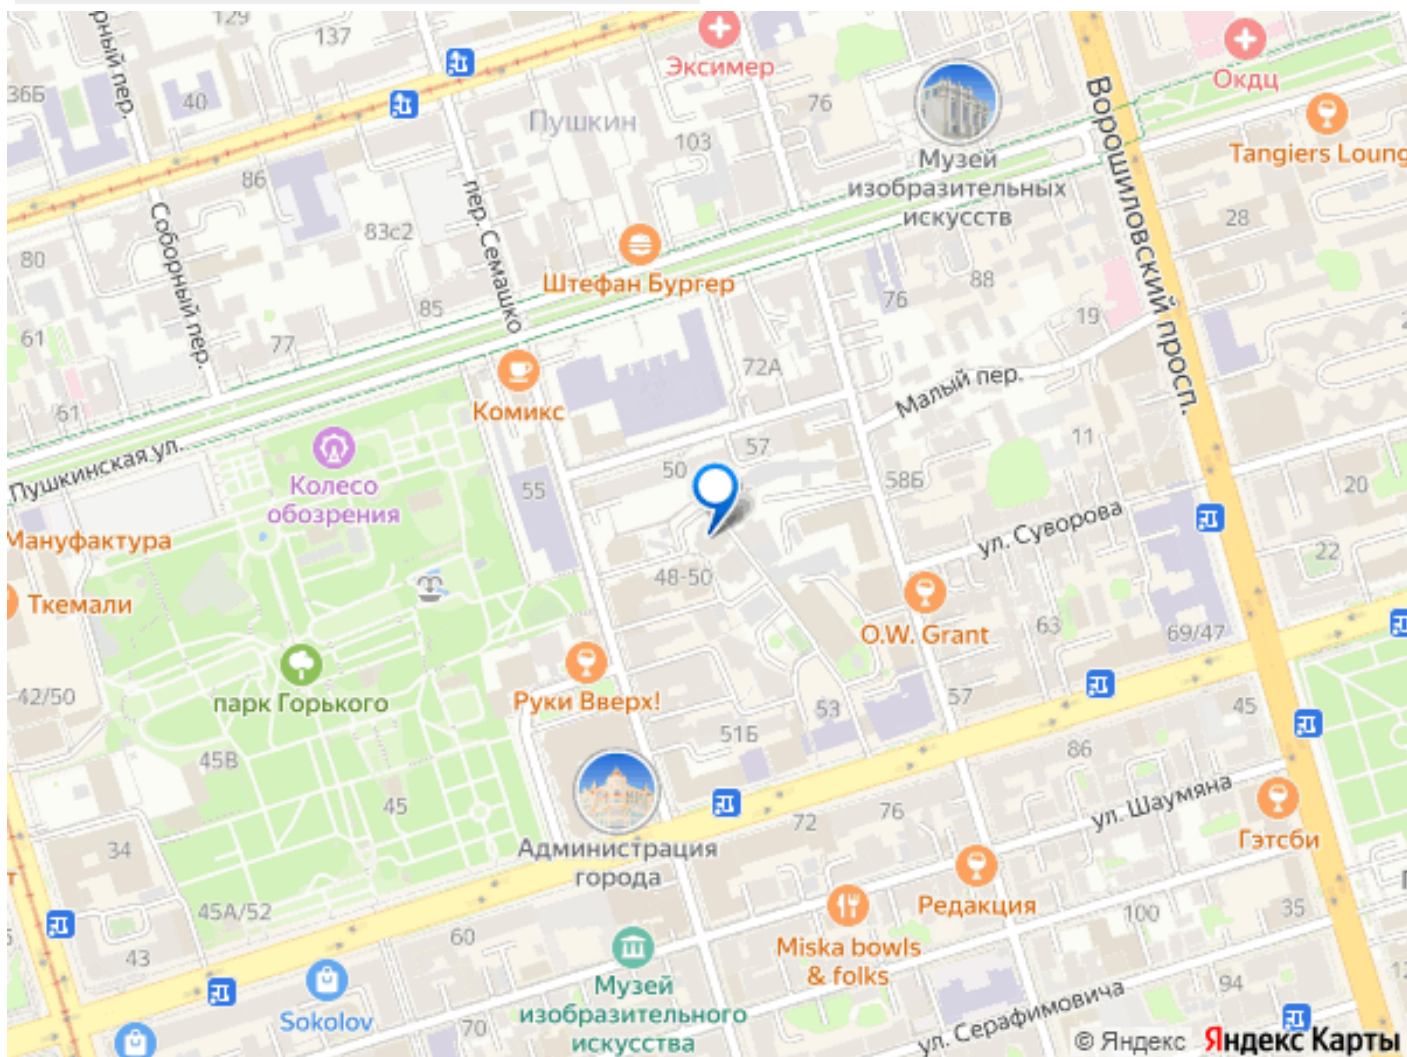 129
137
Соборный пер.
36Б
40
Эксимер
Пушкин
103
76
Музей
изобразительных
искусств
Ворошиловский просп.
Окдц
Tangiers Loung
86
пер. Семашко
83с2
Соборный пер.
80
28
Штефан Бургер
88
76
85
19
61
77
72А
Малый пер.
Комикс
61
11
Пушкинская ул.
57
50
58Б
20
Колесо
обозрения
55
Мануфактура
ул. Суворова
22
48-50
Ткемали
O.W. Grant
63
69/47
42/50
парк Горького
Руки Вверх!
57
53
45
51Б
86
45В
45
ул. Шаумяна
76
72
Гэтсби
34
Администрация
города
Редакция
45А/52
100
35
60
43
Miska bowls
& folks
94
Музей
изобразительного
искусства
Sokolov
70
ул. Серафимовича
© Яндекс Яндекс Карты